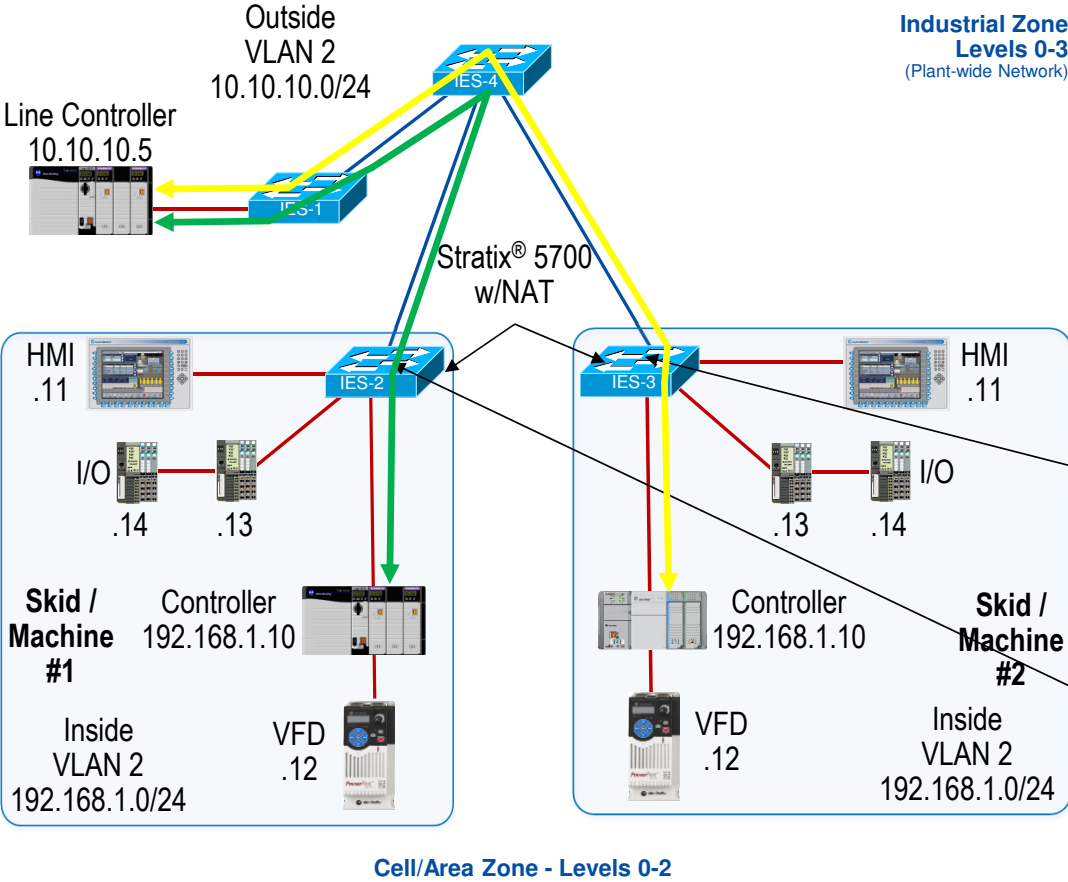 Outside
VLAN 2
10.10.10.0/24
Industrial Zone
Levels 0-3
(Plant-wide Network)
IES-4
Line Controller
10.10.10.5
IES-1
Stratix® 5700
w/NAT
HMI
.11
IES-2
IES-3
HMI
.11
I/O
.14
.13
.13
.14
I/O
Skid /
Machine
#1
Controller
192.168.1.10
Controller
192.168.1.10
Skid /
Machine
#2
Inside
VLAN 2
192.168.1.0/24
VFD
.12
VFD
.12
Inside
VLAN 2
192.168.1.0/24
Cell/Area Zone - Levels 0-2